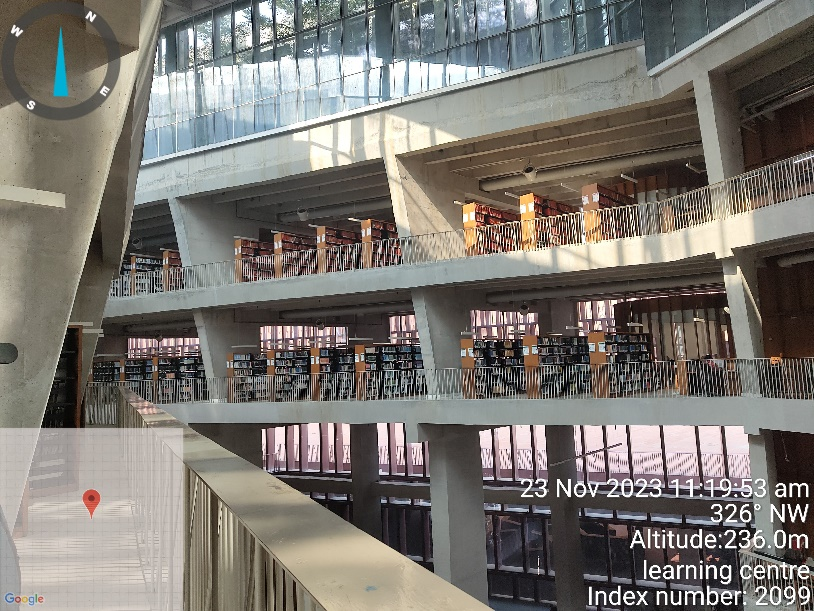 N
W
E
S
23 Nov 2023 11:19:53 am
326° NW
Altitude:236.0m
learning centre
Index number: 2099
Google